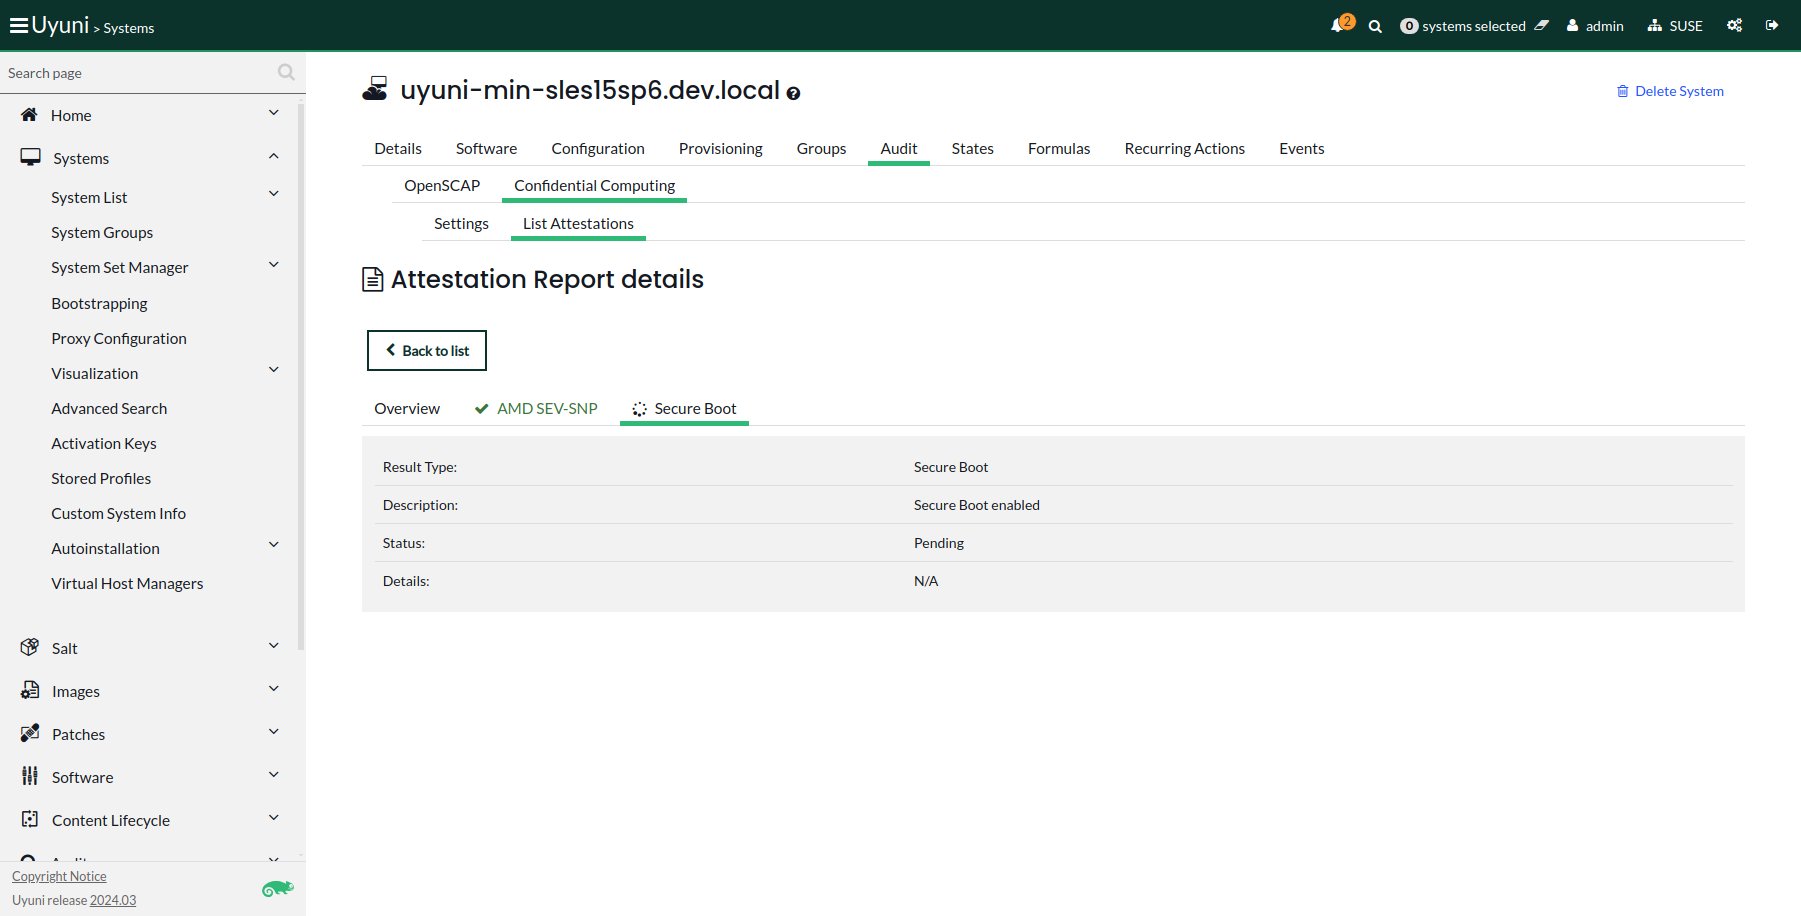 Uyuni > Systems
2
0 systems selected
admin
SUSE
Search page
Home
Systems
System List
System Groups
System Set Manager
Bootstrapping
Proxy Configuration
Visualization
Advanced Search
Activation Keys
Stored Profiles
Custom System Info
Autoinstallation
Virtual Host Managers
Salt
Images
Patches
Software
Content Lifecycle
Audit
Copyright Notice
Uyuni release 2024.03
uyuni-min-sles15sp6.dev.local
Delete System
Details Software Configuration Provisioning Groups Audit States Formulas Recurring Actions Events
OpenSCAP Confidential Computing
Settings List Attestations
Attestation Report details
Back to list
Overview AMD SEV-SNP Secure Boot
Result Type: Secure Boot
Description: Secure Boot enabled
Status: Pending
Details: N/A